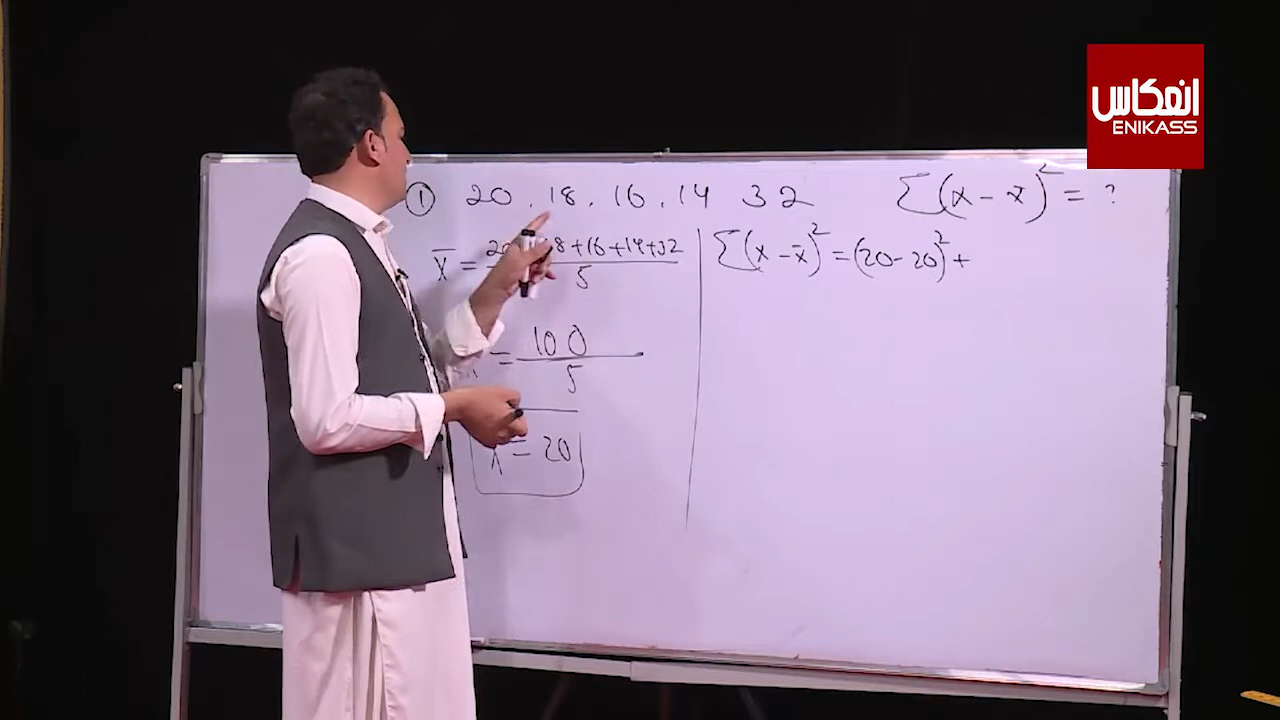 انعکاس
ENIKASS
① 20 . 18 . 16 . 14 32 Σ(x - x̄)² = ?
x̄ = 20+18+16+14+32 / 5
Σ(x - x̄)² = (20 - 20)² +
= 100 / 5
x̄ = 20